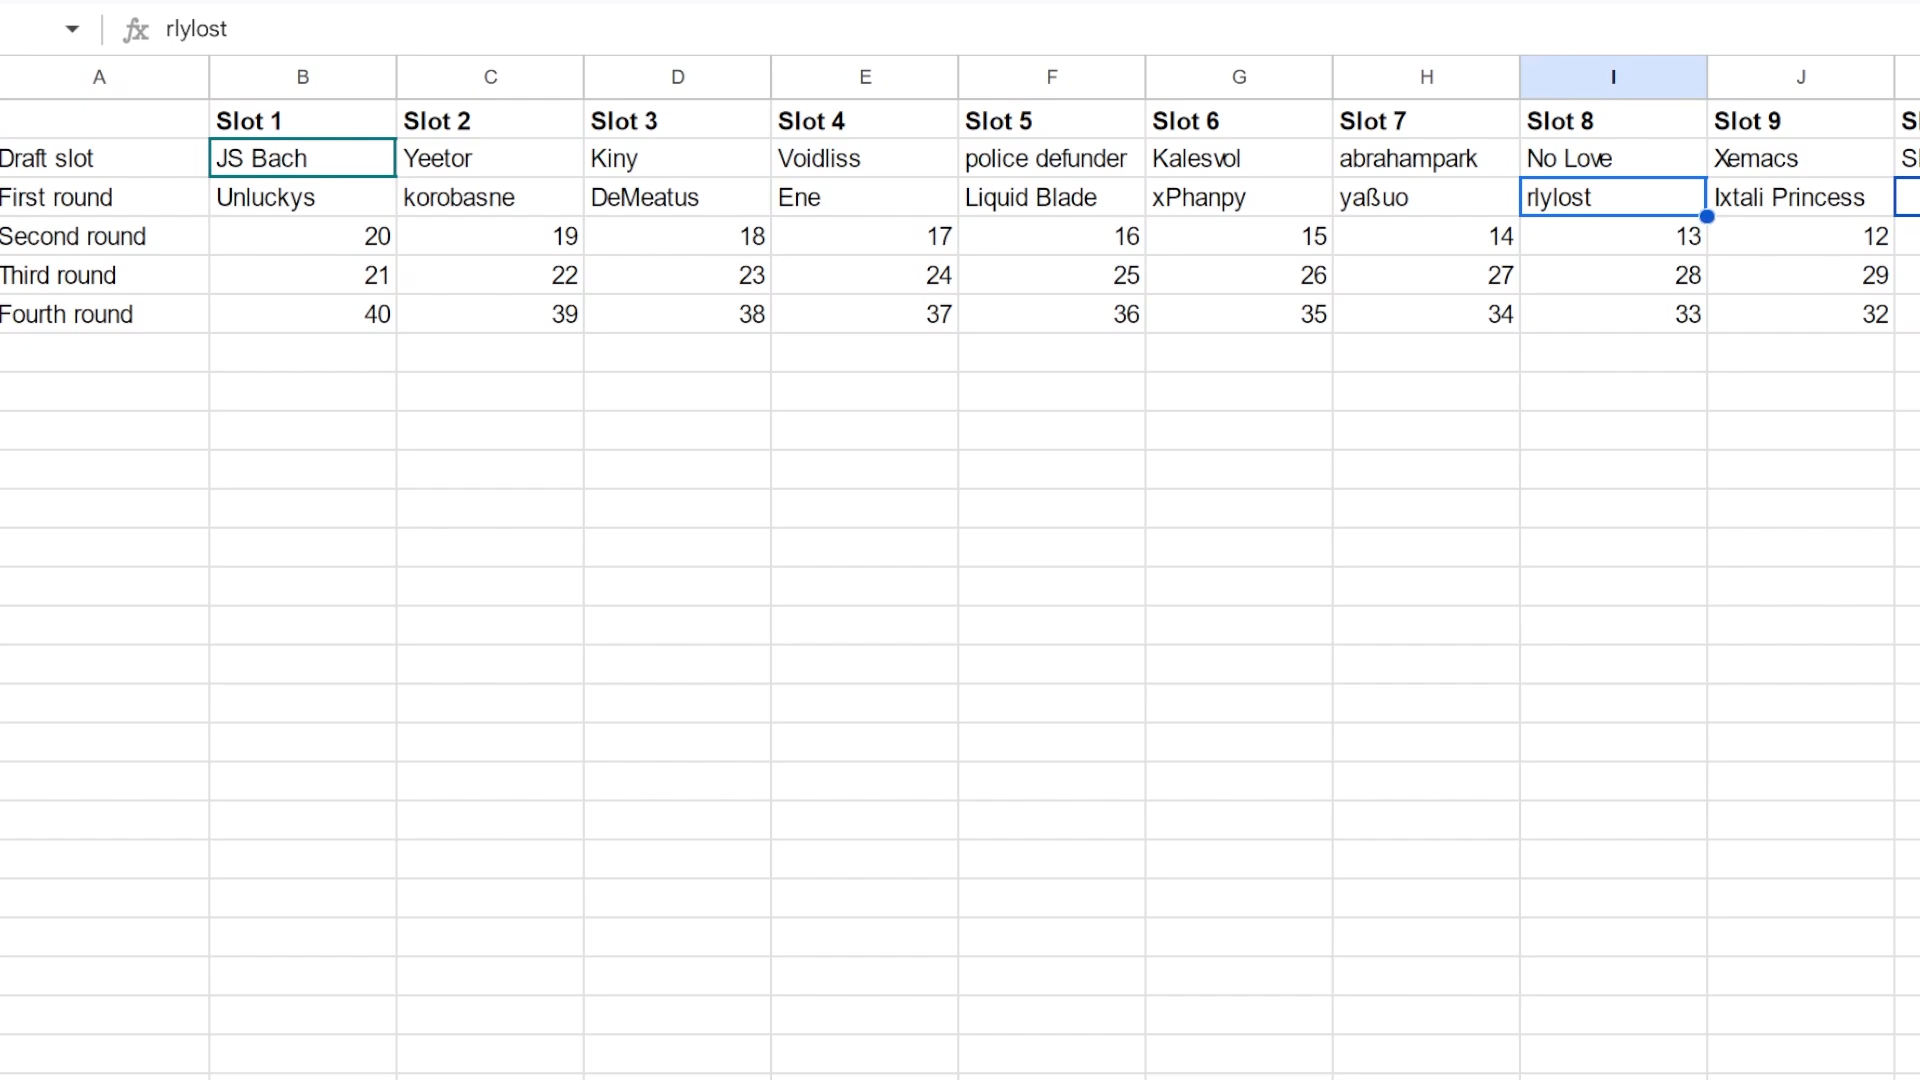 fx rlylost
A B C D E F G H I J
Slot 1 Slot 2 Slot 3 Slot 4 Slot 5 Slot 6 Slot 7 Slot 8 Slot 9
Draft slot JS Bach Yeetor Kiny Voidliss police defunder Kalesvol abrahampark No Love Xemacs
First round Unluckys korobasne DeMeatus Ene Liquid Blade xPhanpy yaßuo rlylost Ixtali Princess
Second round 20 19 18 17 16 15 14 13 12
Third round 21 22 23 24 25 26 27 28 29
Fourth round 40 39 38 37 36 35 34 33 32